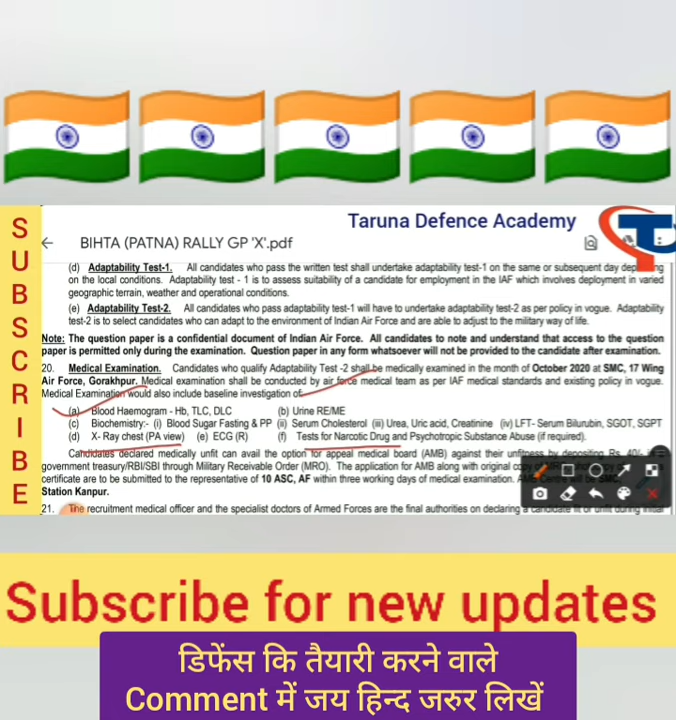 Taruna Defence Academy
SUBSCRIBE
BIHTA (PATNA) RALLY GP 'X'.pdf
(d) Adaptability Test-1. All candidates who pass the written test shall undertake adaptability test-1 on the same or subsequent day
on the local conditions. Adaptability test - 1 is to assess suitability of a candidate for employment in the IAF which involves deployment in varied
geographic terrain, weather and operational conditions.
(e) Adaptability Test-2. All candidates who pass adaptability test-1 will have to undertake adaptability test-2 as per policy in vogue. Adaptability
test-2 is to select candidates who can adapt to the environment of Indian Air Force and are able to adjust to the military way of life.
Note: The question paper is a confidential document of Indian Air Force. All candidates to note and understand that access to the question
paper is permitted only during the examination. Question paper in any form whatsoever will not be provided to the candidate after examination.
20. Medical Examination. Candidates who qualify Adaptability Test -2 shall be medically examined in the month of October 2020 at SMC, 17 Wing
Air Force, Gorakhpur. Medical examination shall be conducted by air force medical team as per IAF medical standards and existing policy in vogue.
Medical Examination would also include baseline investigation of:-
(a) Blood Haemogram - Hb, TLC, DLC (b) Urine RE/ME
(c) Biochemistry:- (i) Blood Sugar Fasting & PP (ii) Serum Cholesterol (iii) Urea, Uric acid, Creatinine (iv) LFT- Serum Bilurubin, SGOT, SGPT
(d) X- Ray chest (PA view) (e) ECG (R) (f) Tests for Narcotic Drug and Psychotropic Substance Abuse (if required).
Candidates declared medically unfit can avail the option for appeal medical board (AMB) against their unfitness by depositing Rs. 40/-
government treasury/RBI/SBI through Military Receivable Order (MRO). The application for AMB along with original copy of
certificate are to be submitted to the representative of 10 ASC, AF within three working days of medical examination.
Station Kanpur.
21. The recruitment medical officer and the specialist doctors of Armed Forces are the final authorities on declaring a candidate fit or unfit during initial
Subscribe for new updates
डिफेंस कि तैयारी करने वाले
Comment में जय हिन्द जरुर लिखें